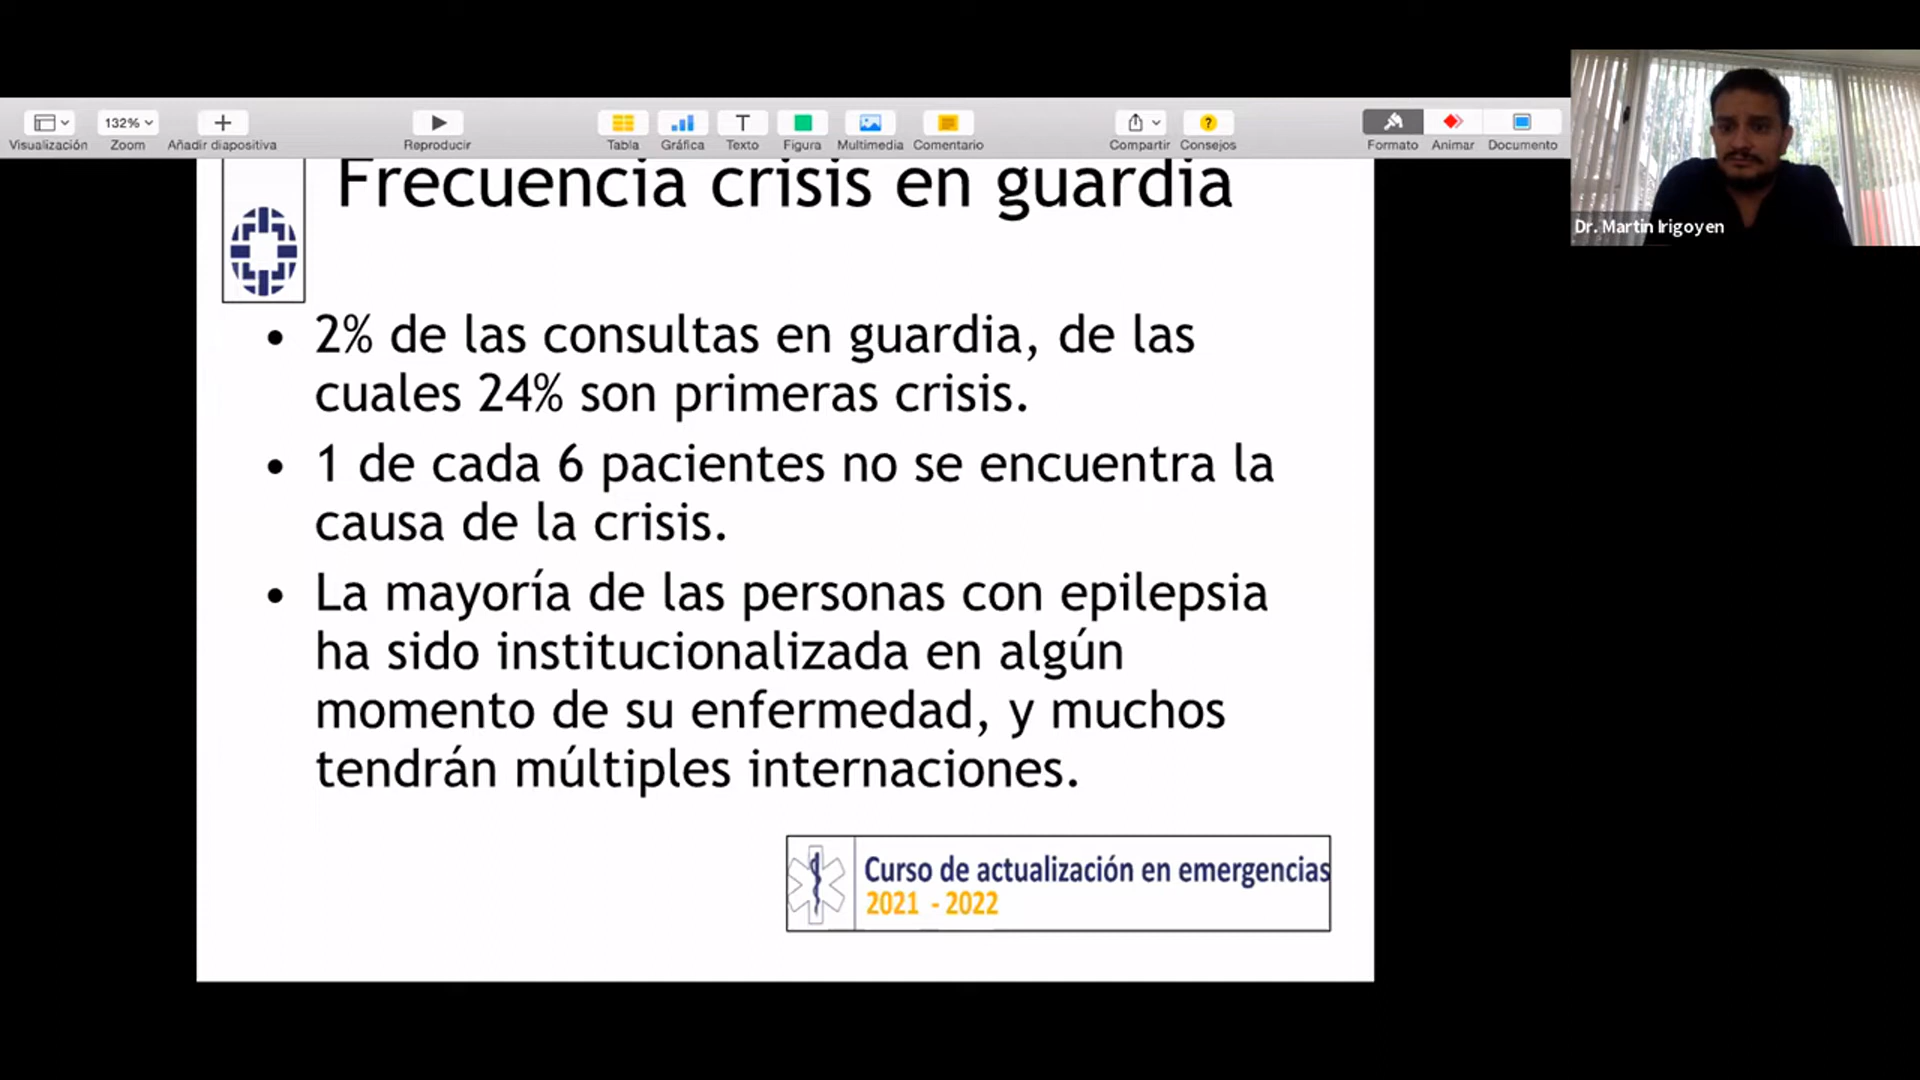 132%
Visualización Zoom Añadir diapositiva Reproducir Tabla Gráfica Texto Figura Multimedia Comentario Compartir Consejos Formato Animar Documento
Dr. Martin Irigoyen
Frecuencia crisis en guardia
• 2% de las consultas en guardia, de las
cuales 24% son primeras crisis.
• 1 de cada 6 pacientes no se encuentra la
causa de la crisis.
• La mayoría de las personas con epilepsia
ha sido institucionalizada en algún
momento de su enfermedad, y muchos
tendrán múltiples internaciones.
Curso de actualización en emergencias
2021 - 2022